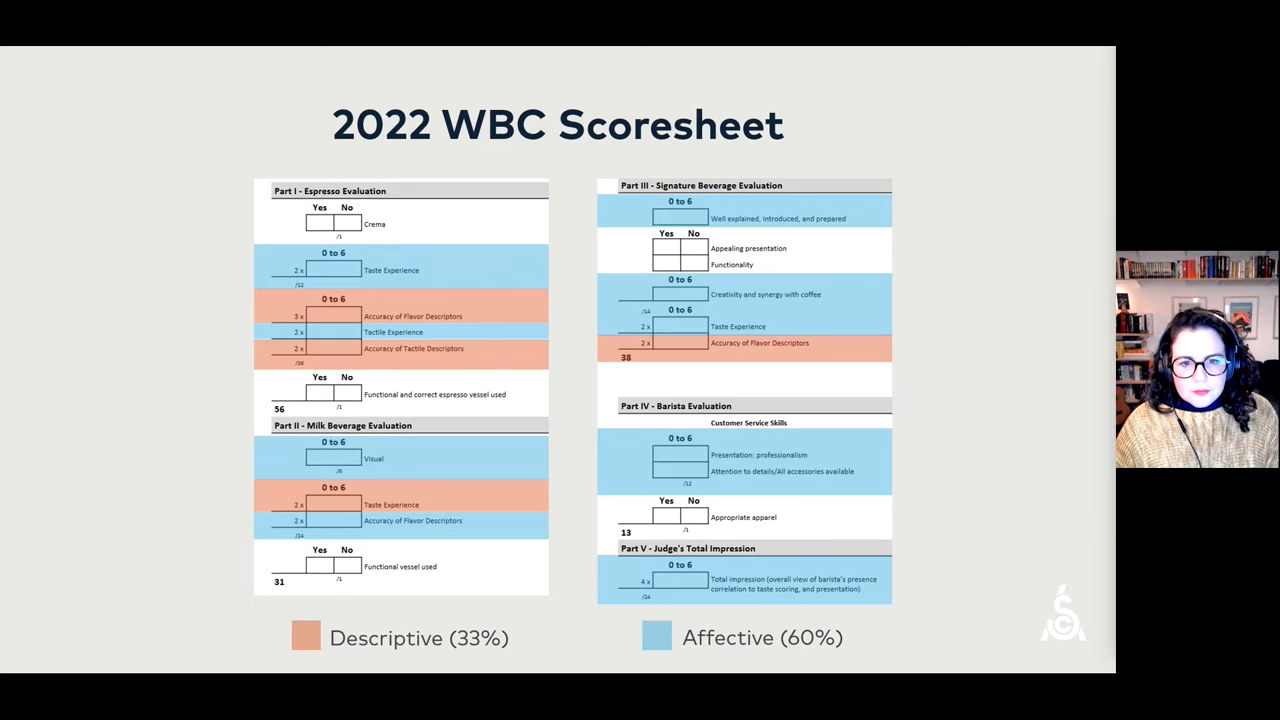 2022 WBC Scoresheet
Part I - Espresso Evaluation
Yes No
Crema
/1
0 to 6
2 x Taste Experience
/12
0 to 6
3 x Accuracy of Flavor Descriptors
2 x Tactile Experience
2 x Accuracy of Tactile Descriptors
/36
Yes No
Functional and correct espresso vessel used
56 /1
Part II - Milk Beverage Evaluation
0 to 6
Visual
/6
0 to 6
2 x Taste Experience
2 x Accuracy of Flavor Descriptors
/24
Yes No
Functional vessel used
31 /1
Part III - Signature Beverage Evaluation
0 to 6
Well explained, introduced, and prepared
Yes No
Appealing presentation
Functionality
0 to 6
Creativity and synergy with coffee
/14
0 to 6
2 x Taste Experience
2 x Accuracy of Flavor Descriptors
38
Part IV - Barista Evaluation
Customer Service Skills
0 to 6
Presentation: professionalism
Attention to details/All accessories available
/12
Yes No
Appropriate apparel
13 /1
Part V - Judge's Total Impression
0 to 6
4 x Total impression (overall view of barista's presence
correlation to taste scoring, and presentation)
/24
Descriptive (33%)
Affective (60%)